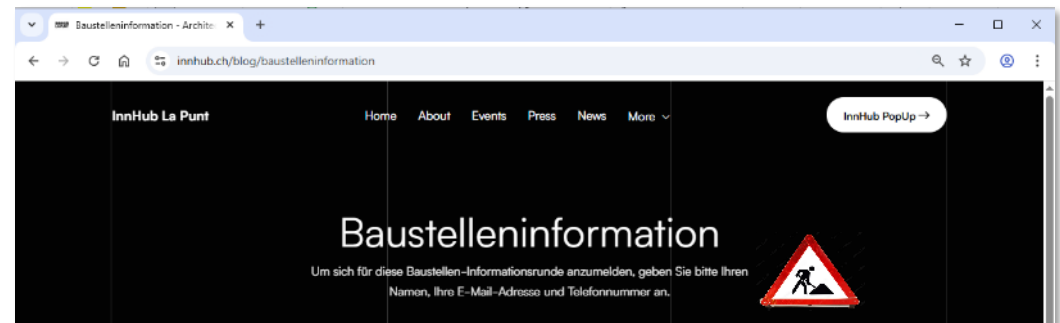 Baustelleninformation - Archite
innhub.ch/blog/baustelleninformation
InnHub La Punt Home About Events Press News More InnHub PopUp →
Baustelleninformation
Um sich für diese Baustellen-Informationsrunde anzumelden, geben Sie bitte Ihren
Namen, Ihre E-Mail-Adresse und Telefonnummer an.